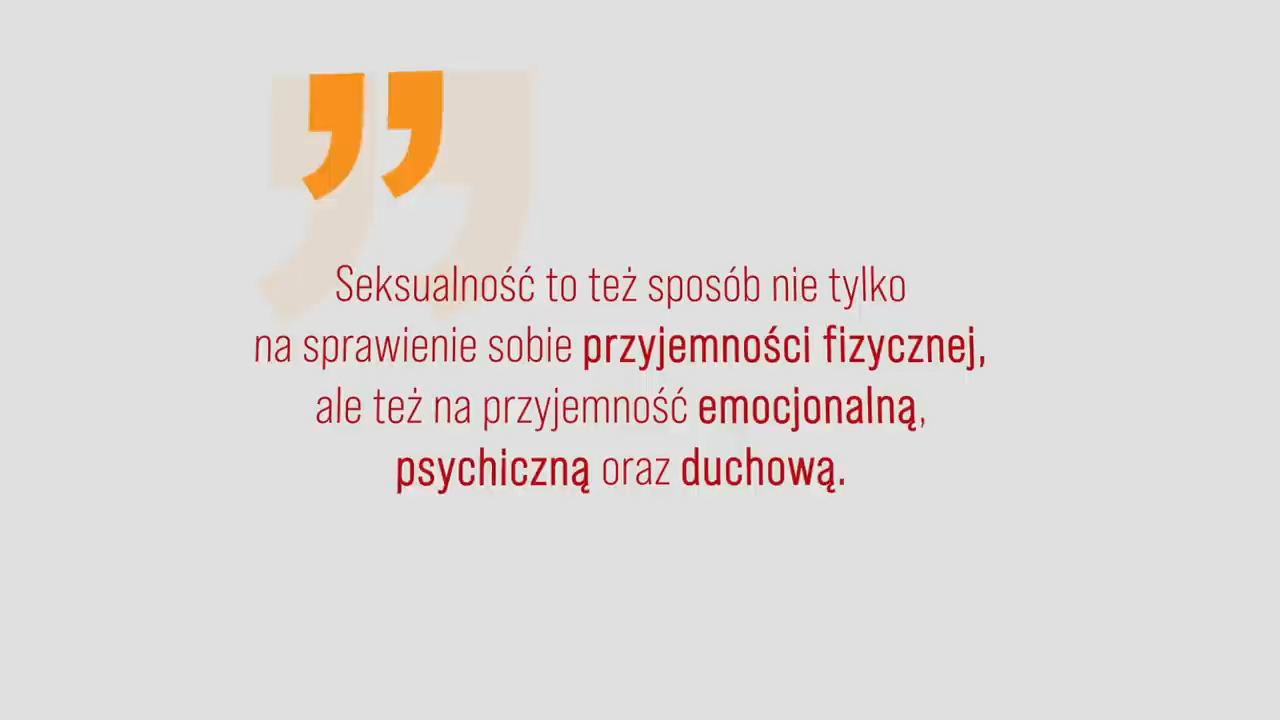 Seksualność to też sposób nie tylko
na sprawienie sobie przyjemności fizycznej,
ale też na przyjemność emocjonalną,
psychiczną oraz duchową.